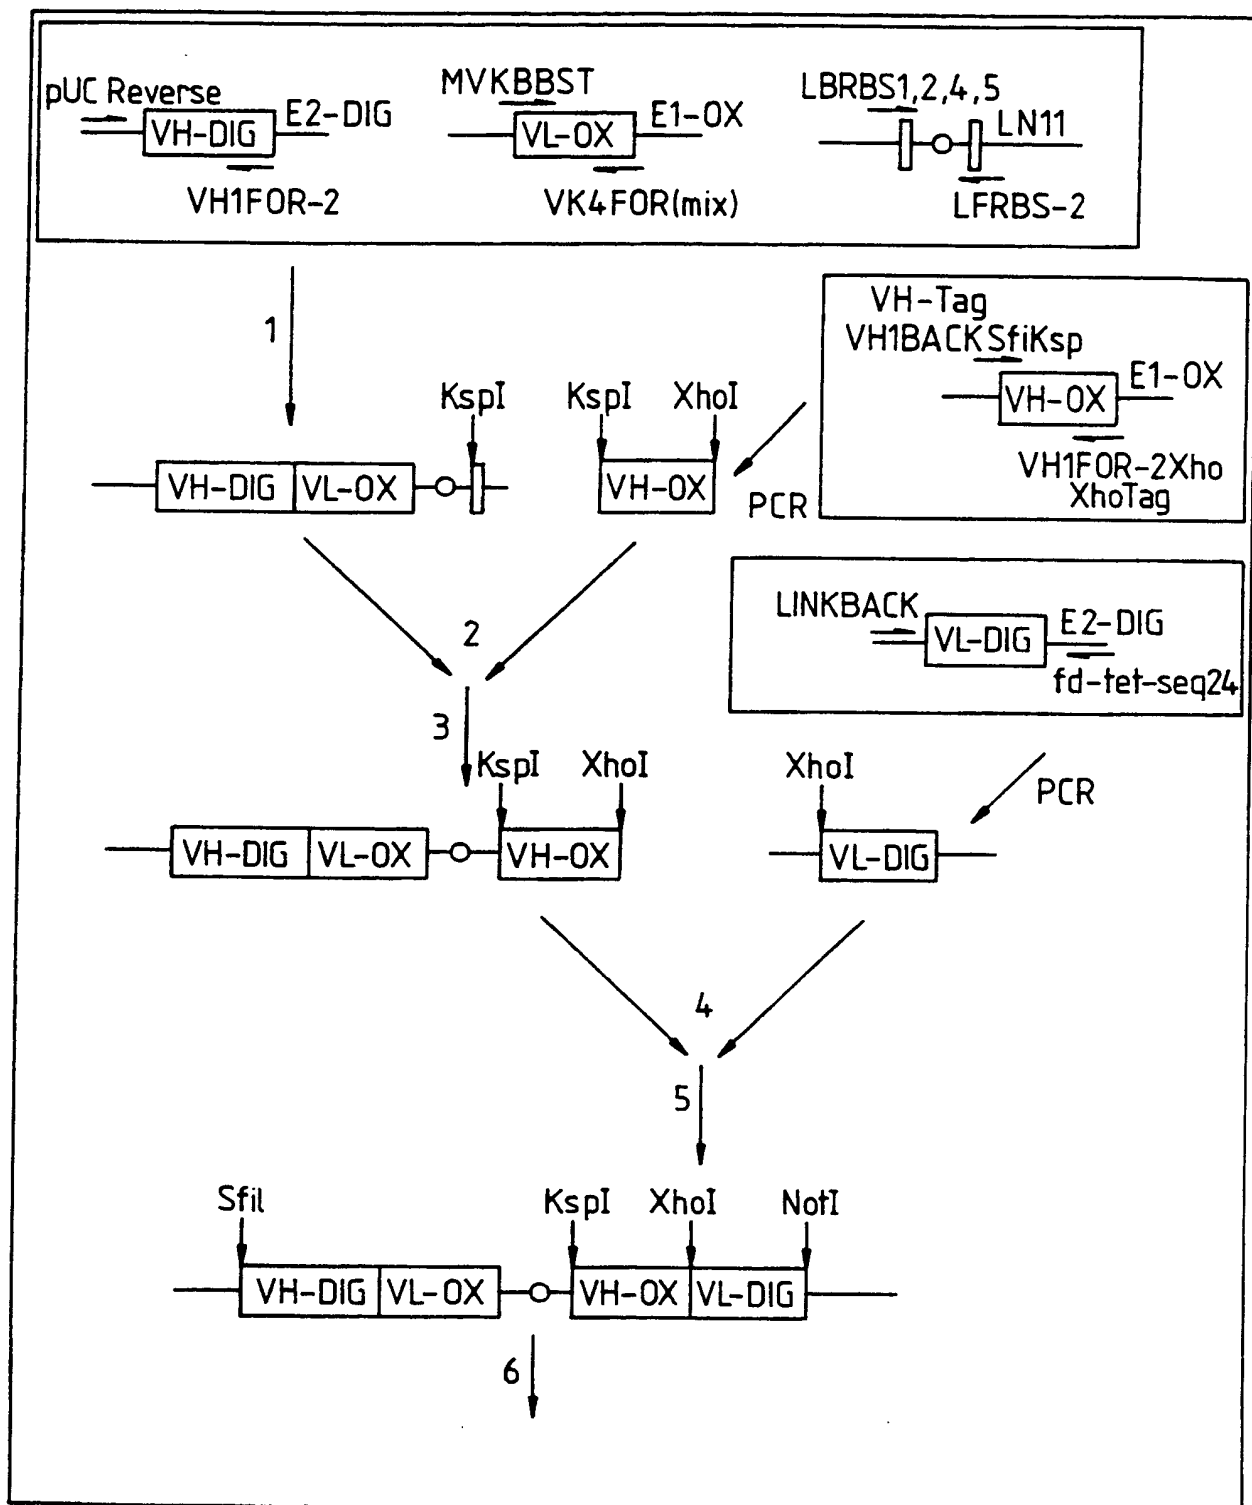 pUC Reverse
VH-DIG
E2-DIG
VH1FOR-2
MVKBBST
VL-OX
E1-OX
VK4FOR(mix)
LBRBS1,2,4,5
LN11
LFRBS-2
1
VH-Tag
VH1BACKSfiKsp
VH-OX
E1-OX
VH1FOR-2Xho
XhoTag
KspI
VH-DIG VL-OX
KspI XhoI
VH-OX
PCR
2
LINKBACK
VL-DIG
E2-DIG
fd-tet-seq24
3
KspI XhoI
VH-DIG VL-OX VH-OX
XhoI
VL-DIG
PCR
4
5
SfiI KspI XhoI NotI
VH-DIG VL-OX VH-OX VL-DIG
6